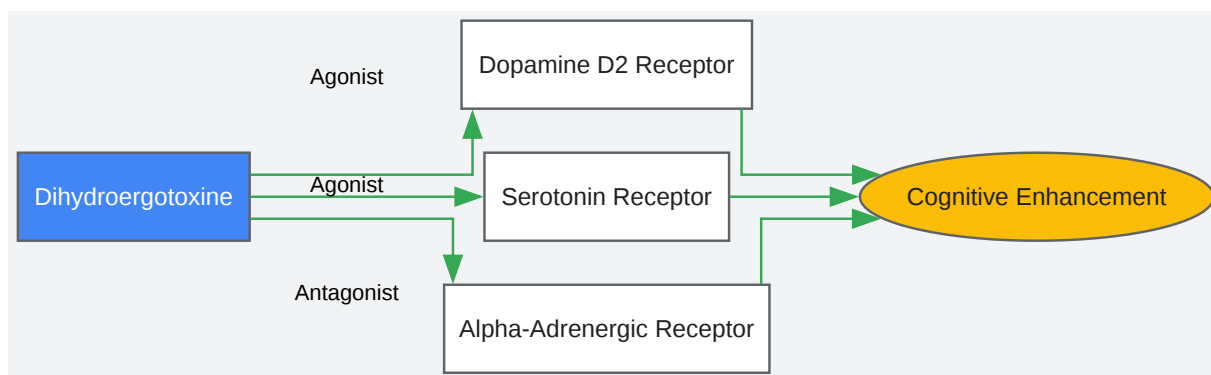 Dopamine D2 Receptor
Agonist
Dihydroergotoxine
Agonist
Serotonin Receptor
Cognitive Enhancement
Antagonist
Alpha-Adrenergic Receptor